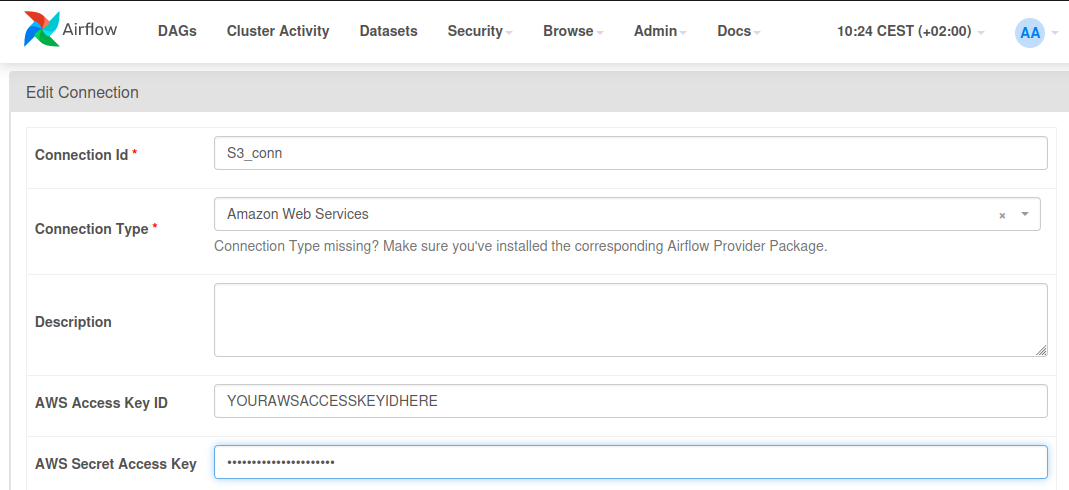 Airflow DAGs Cluster Activity Datasets Security Browse Admin Docs 10:24 CEST (+02:00) AA
Edit Connection
Connection Id * S3_conn
Connection Type * Amazon Web Services × 
Connection Type missing? Make sure you've installed the corresponding Airflow Provider Package.
Description
AWS Access Key ID YOURAWSACCESSKEYIDHERE
AWS Secret Access Key ••••••••••••••••••••••